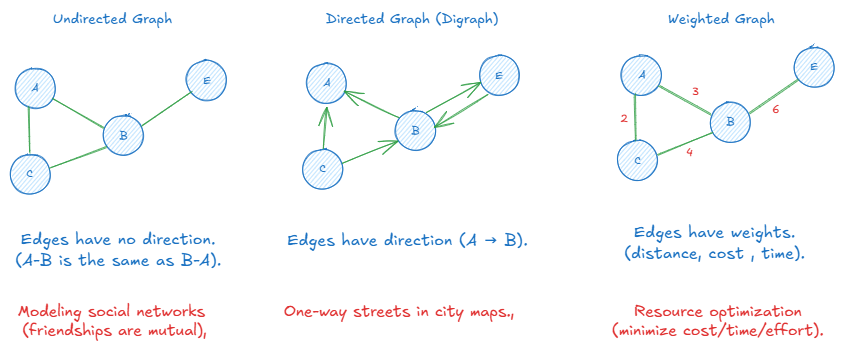 Undirected Graph
A
E
B
C
Edges have no direction.
(A-B is the same as B-A).
Modeling social networks
(friendships are mutual),
Directed Graph (Digraph)
A
E
B
C
Edges have direction (A → B).
One-way streets in city maps.,
Weighted Graph
A
E
3
B
6
2
4
C
Edges have weights.
(distance, cost , time).
Resource optimization
(minimize cost/time/effort).